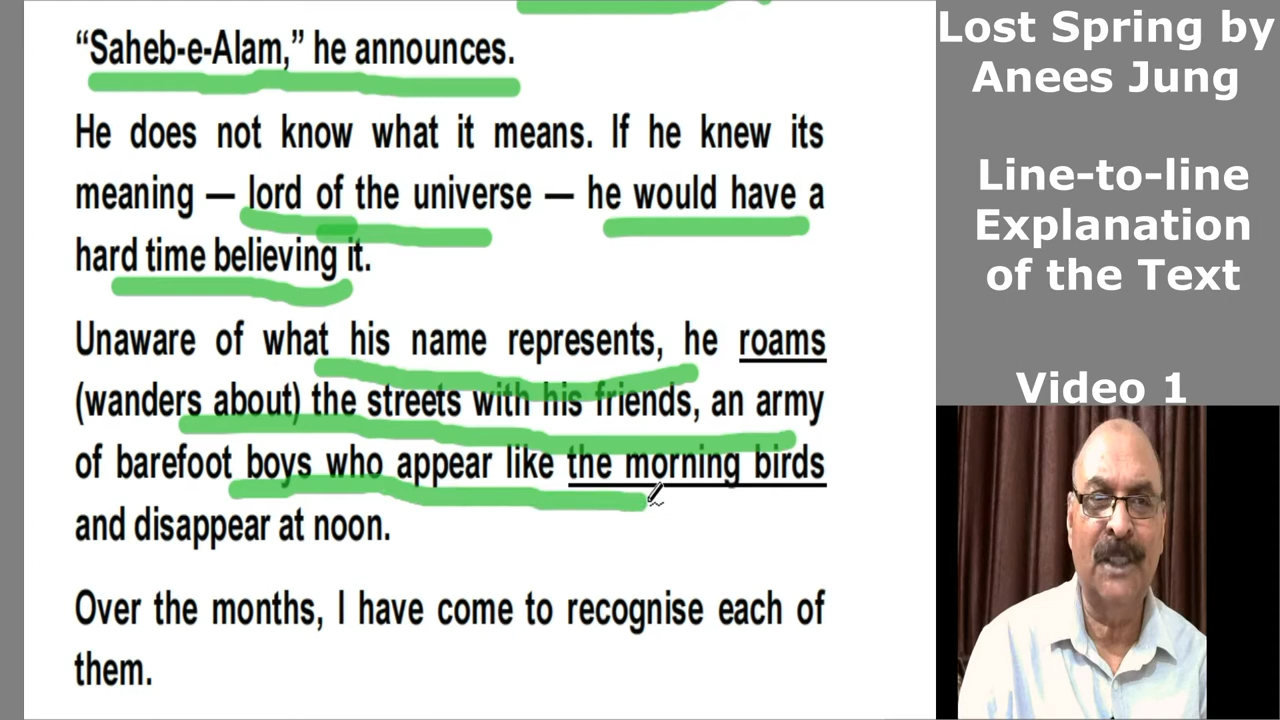 “Saheb-e-Alam,” he announces.
He does not know what it means. If he knew its
meaning — lord of the universe — he would have a
hard time believing it.
Unaware of what his name represents, he roams
(wanders about) the streets with his friends, an army
of barefoot boys who appear like the morning birds
and disappear at noon.
Over the months, I have come to recognise each of
them.
Lost Spring by
Anees Jung
Line-to-line
Explanation
of the Text
Video 1